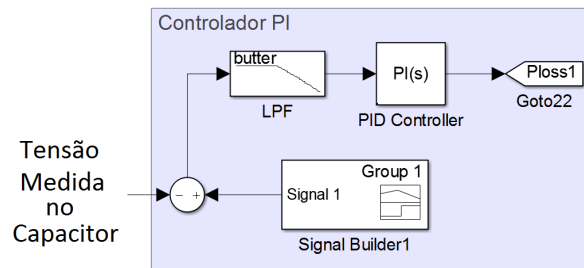 Controlador PI
butter
LPF
PI(s)
PID Controller
Ploss1
Goto22
Tensão
Medida
no
Capacitor
− +
Signal 1
Group 1
Signal Builder1